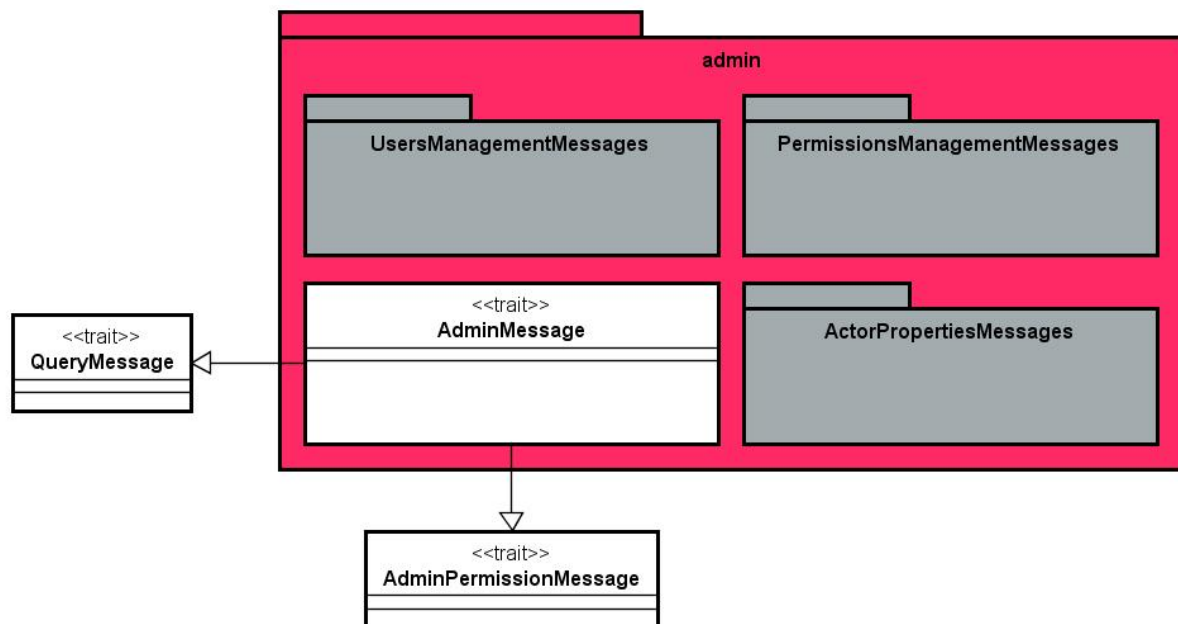 admin
UsersManagementMessages
PermissionsManagementMessages
<<trait>>
AdminMessage
ActorPropertiesMessages
<<trait>>
QueryMessage
<<trait>>
AdminPermissionMessage